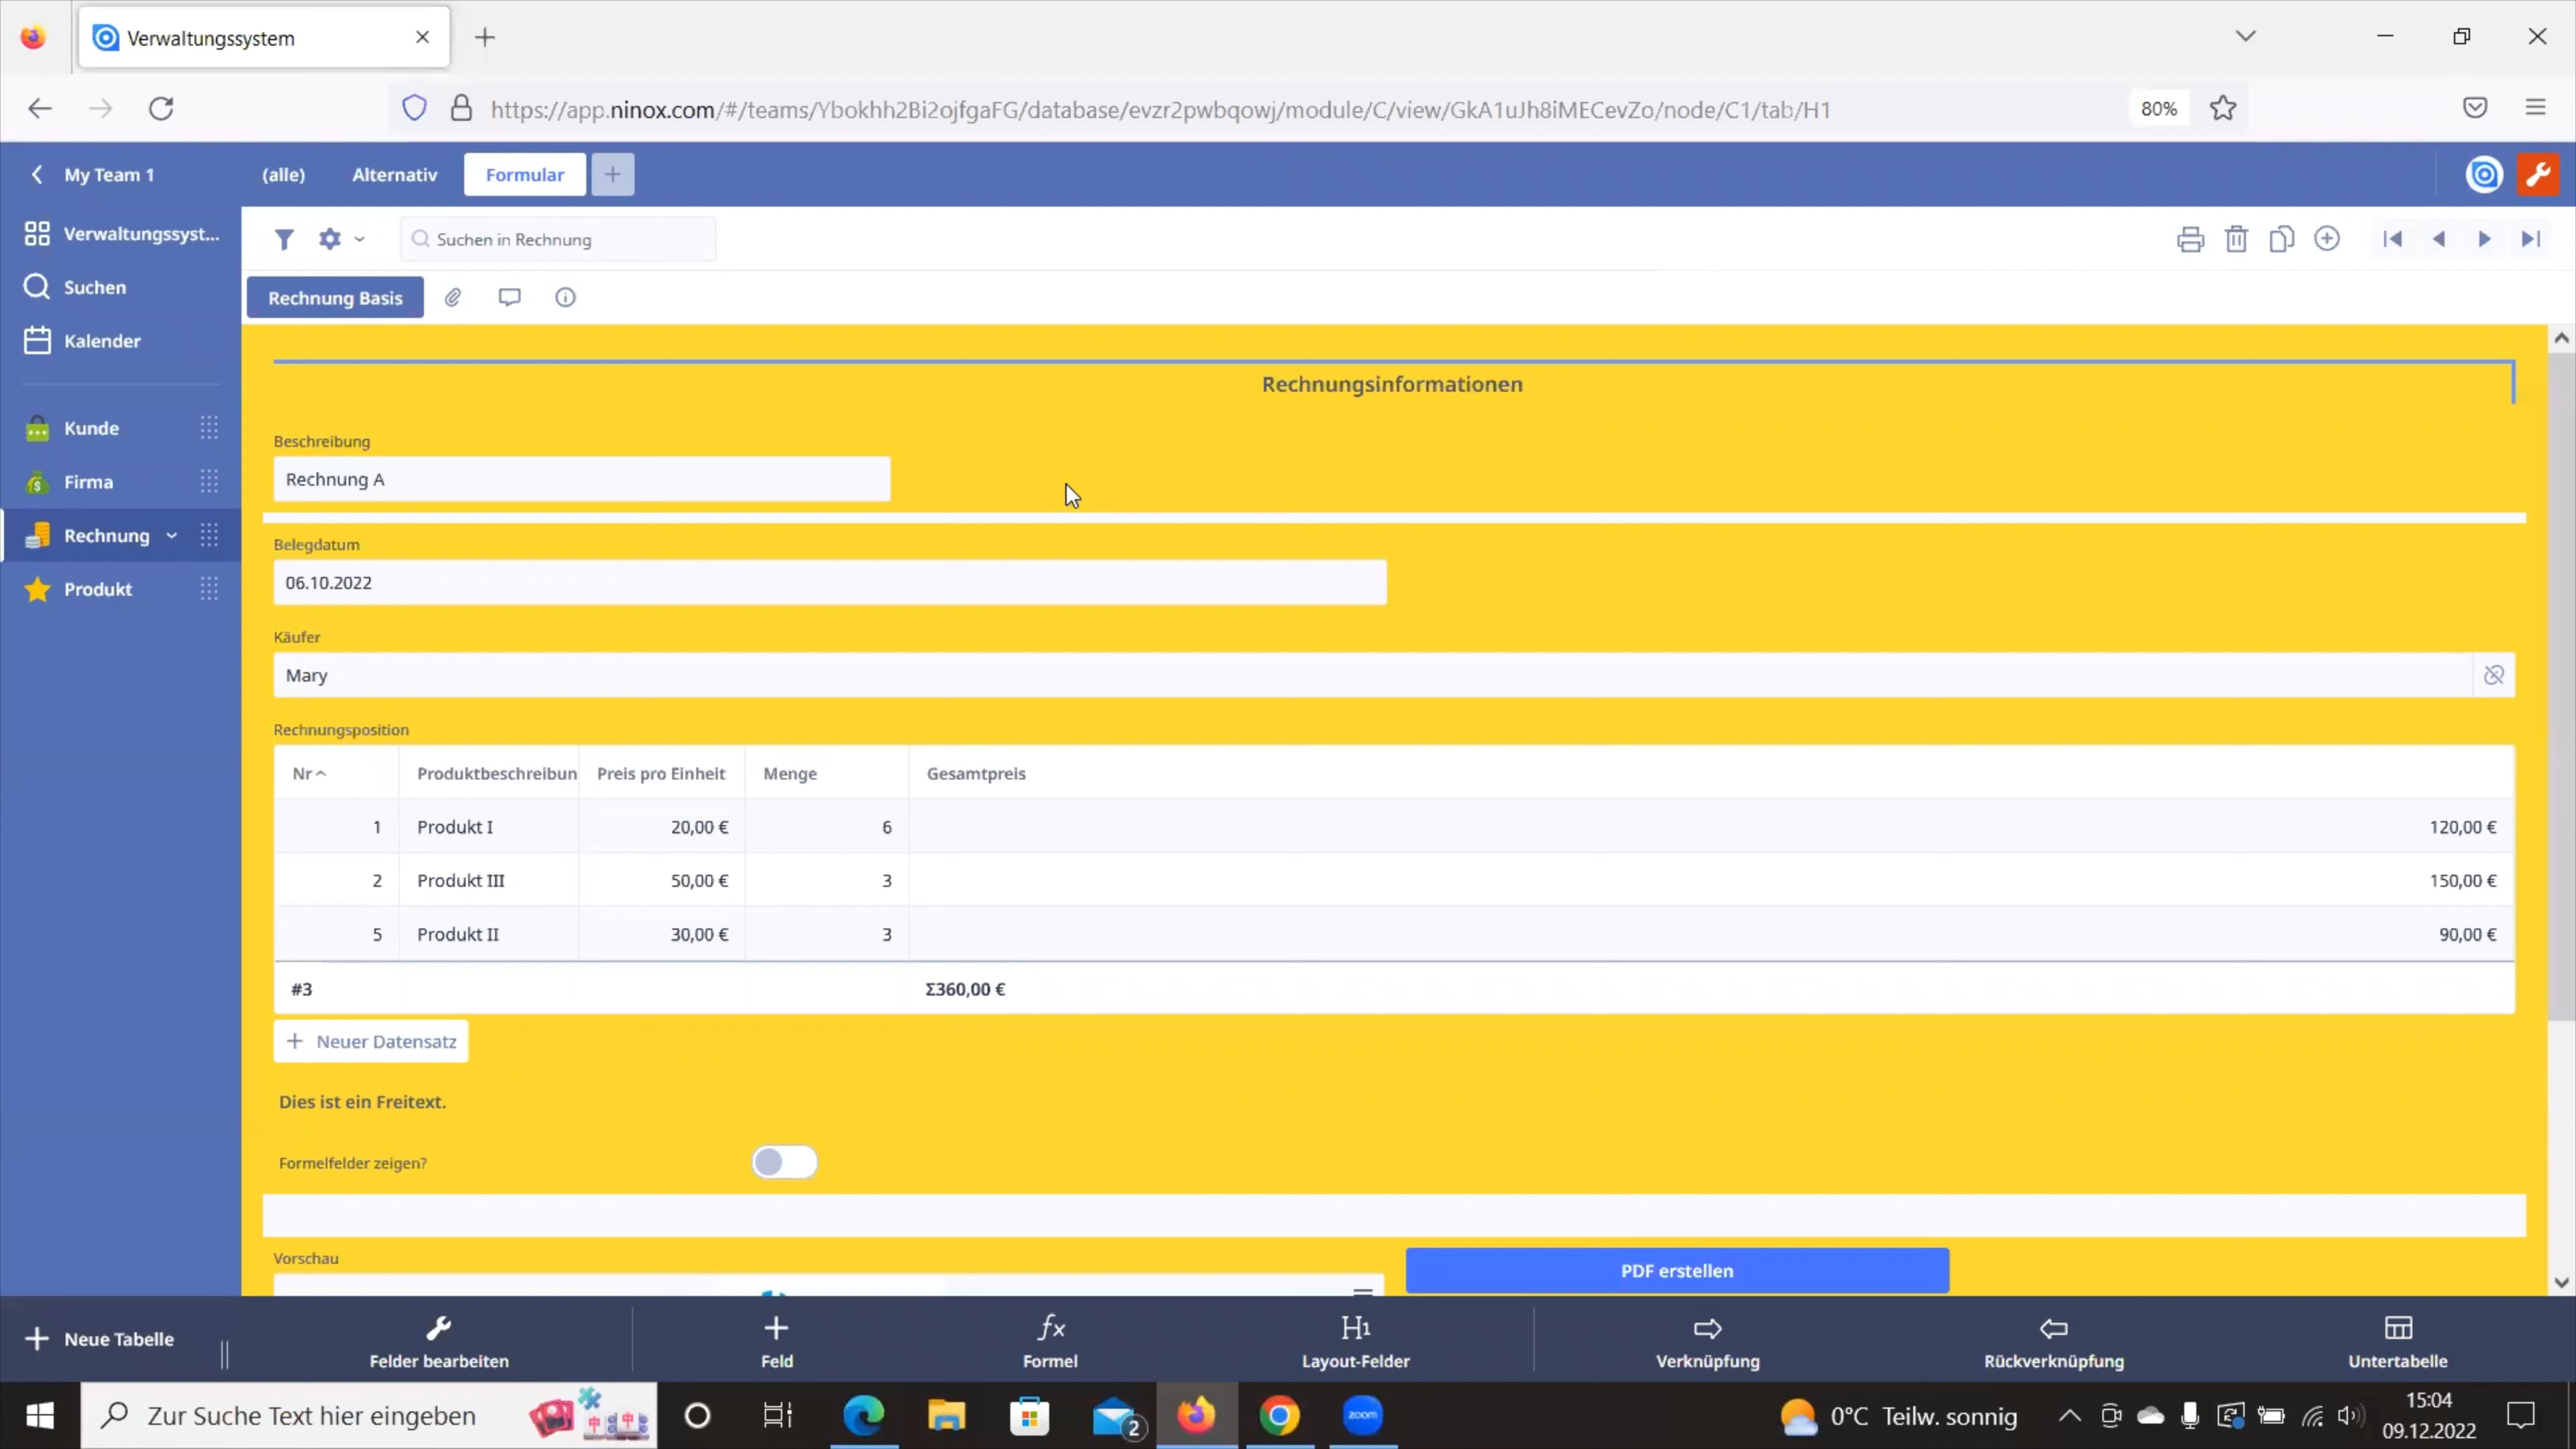 Verwaltungssystem
https://app.ninox.com/#/teams/Ybokhh2Bi2ojfgaFG/database/evzr2pwbqowj/module/C/view/GkA1uJh8iMECevZo/node/C1/tab/H1
80%
My Team 1
(alle)
Alternativ
Formular
Verwaltungssyst...
Suchen in Rechnung
Suchen
Rechnung Basis
Kalender
Rechnungsinformationen
Kunde
Beschreibung
Firma
Rechnung A
Rechnung
Belegdatum
Produkt
06.10.2022
Käufer
Mary
Rechnungsposition
Nr Produktbeschreibun Preis pro Einheit Menge Gesamtpreis
1 Produkt I 20,00 € 6 120,00 €
2 Produkt III 50,00 € 3 150,00 €
5 Produkt II 30,00 € 3 90,00 €
#3 Σ360,00 €
Neuer Datensatz
Dies ist ein Freitext.
Formelfelder zeigen?
Vorschau
PDF erstellen
Neue Tabelle
Felder bearbeiten
Feld
fx
Formel
H1
Layout-Felder
Verknüpfung
Rückverknüpfung
Untertabelle
Zur Suche Text hier eingeben
2
zoom
0°C Teilw. sonnig
15:04
09.12.2022